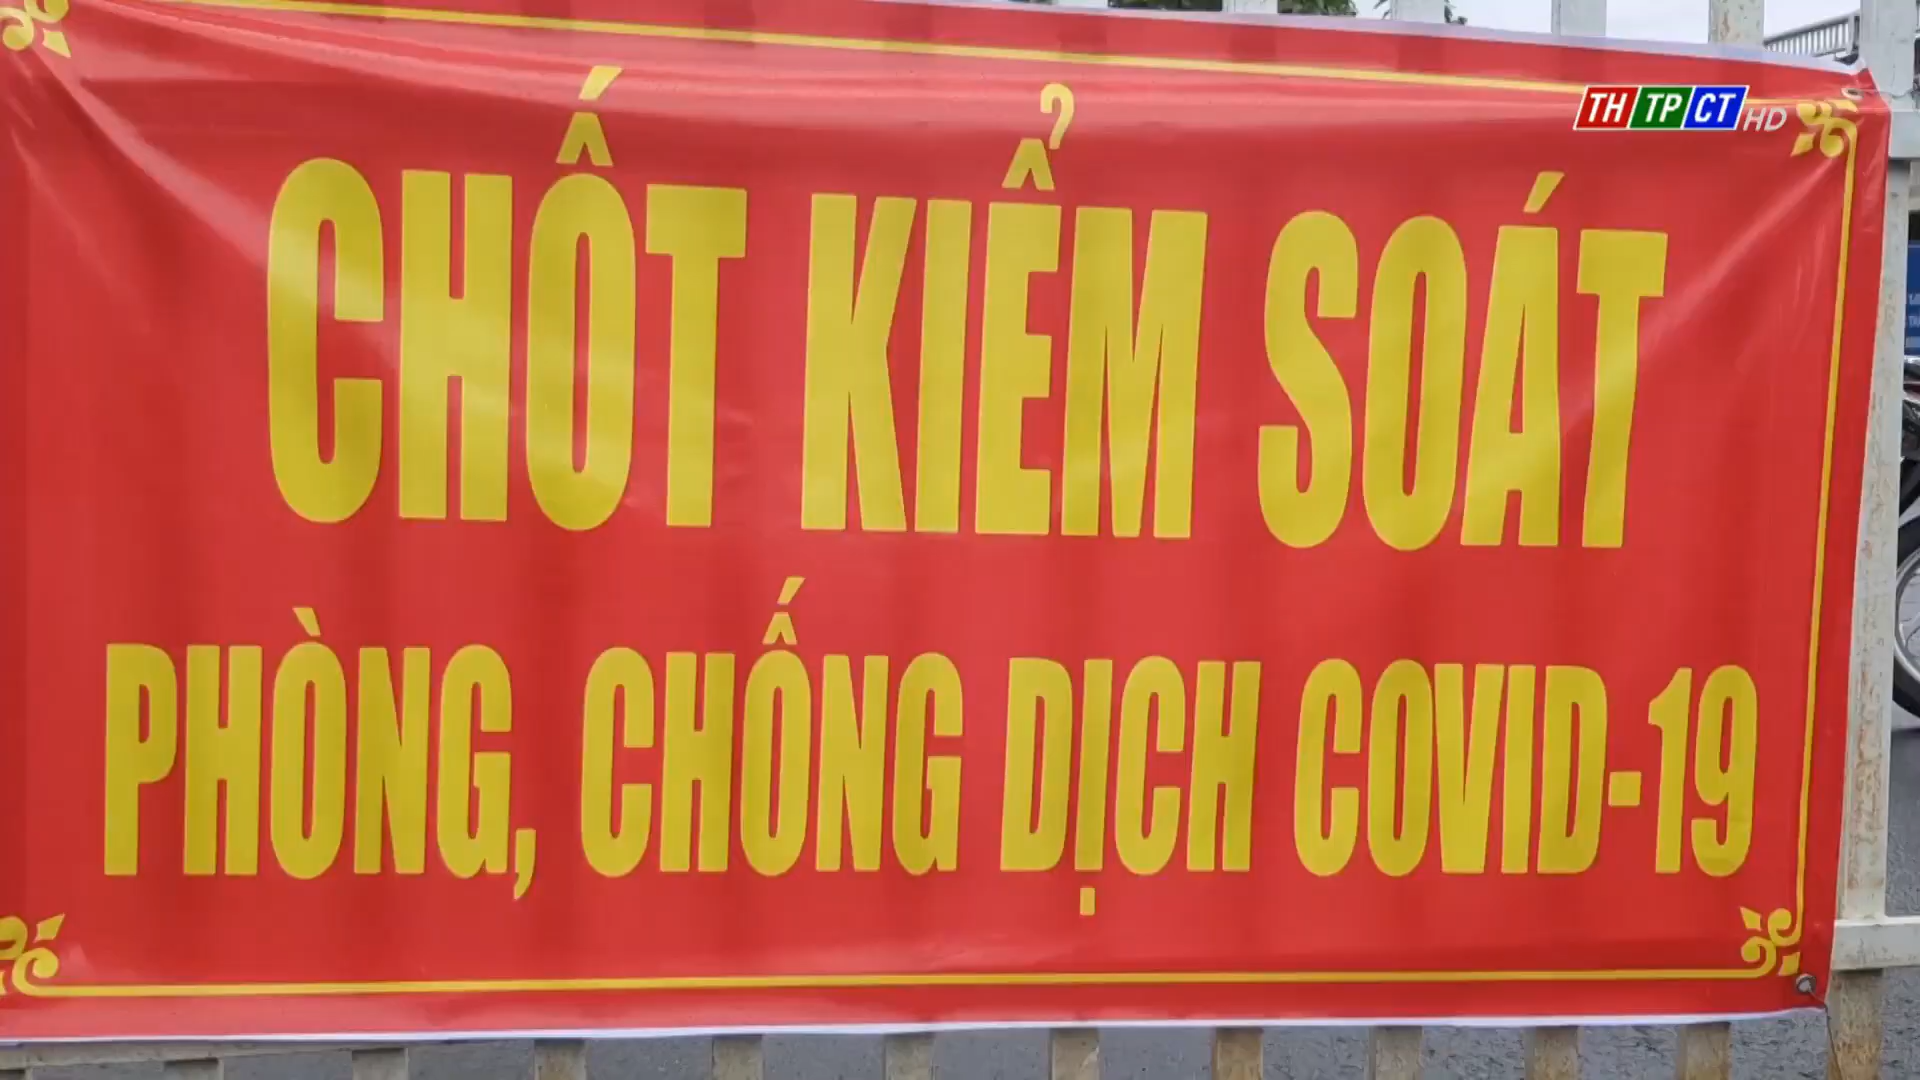 THTPCT HD
CHỐT KIỂM SOÁT
PHÒNG, CHỐNG DỊCH COVID-19